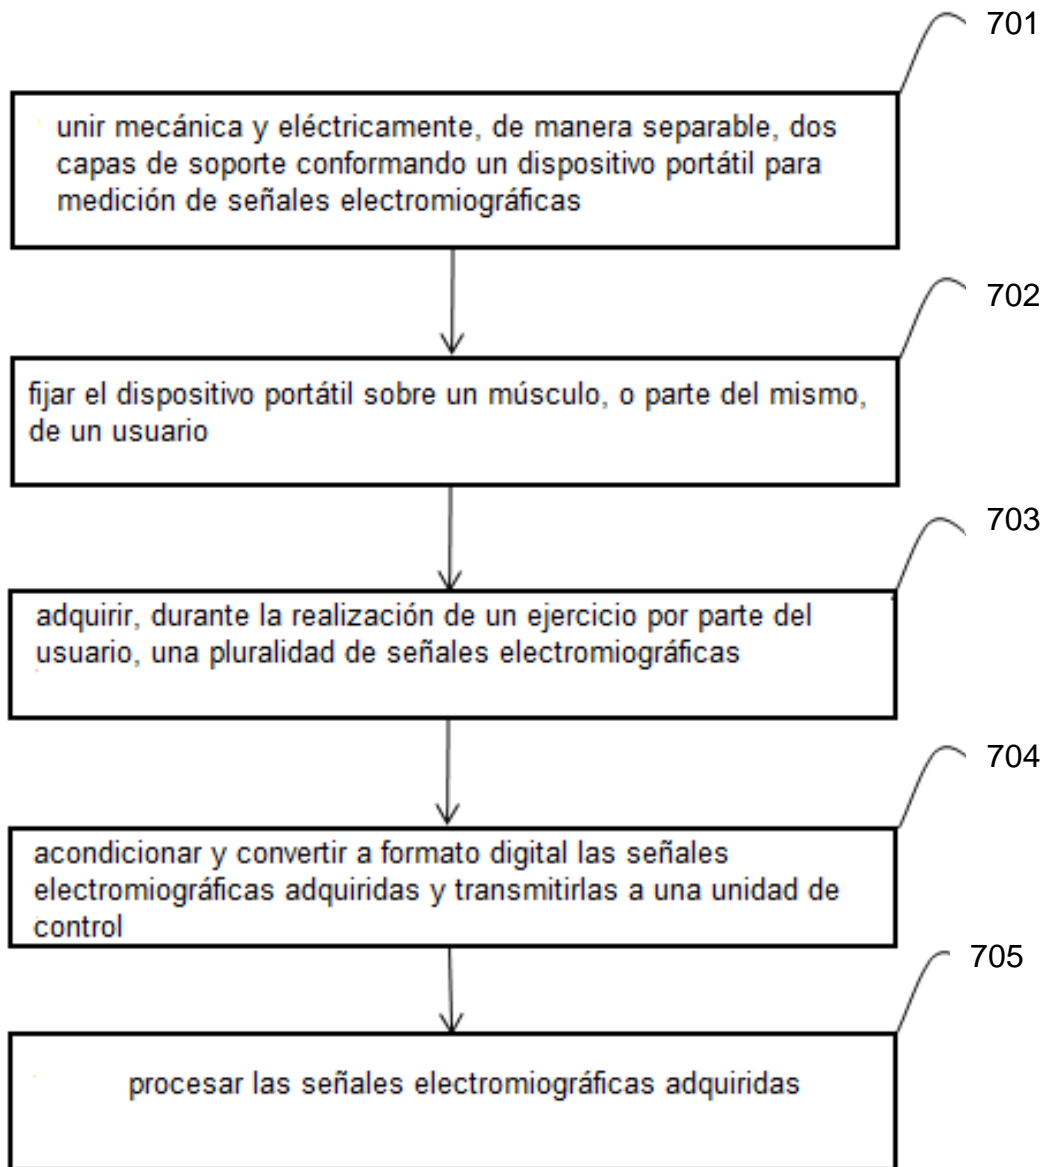 701
unir mecánica y eléctricamente, de manera separable, dos
capas de soporte conformando un dispositivo portátil para
medición de señales electromiográficas
702
fijar el dispositivo portátil sobre un músculo, o parte del mismo,
de un usuario
703
adquirir, durante la realización de un ejercicio por parte del
usuario, una pluralidad de señales electromiográficas
704
acondicionar y convertir a formato digital las señales
electromiográficas adquiridas y transmitirlas a una unidad de
control
705
procesar las señales electromiográficas adquiridas